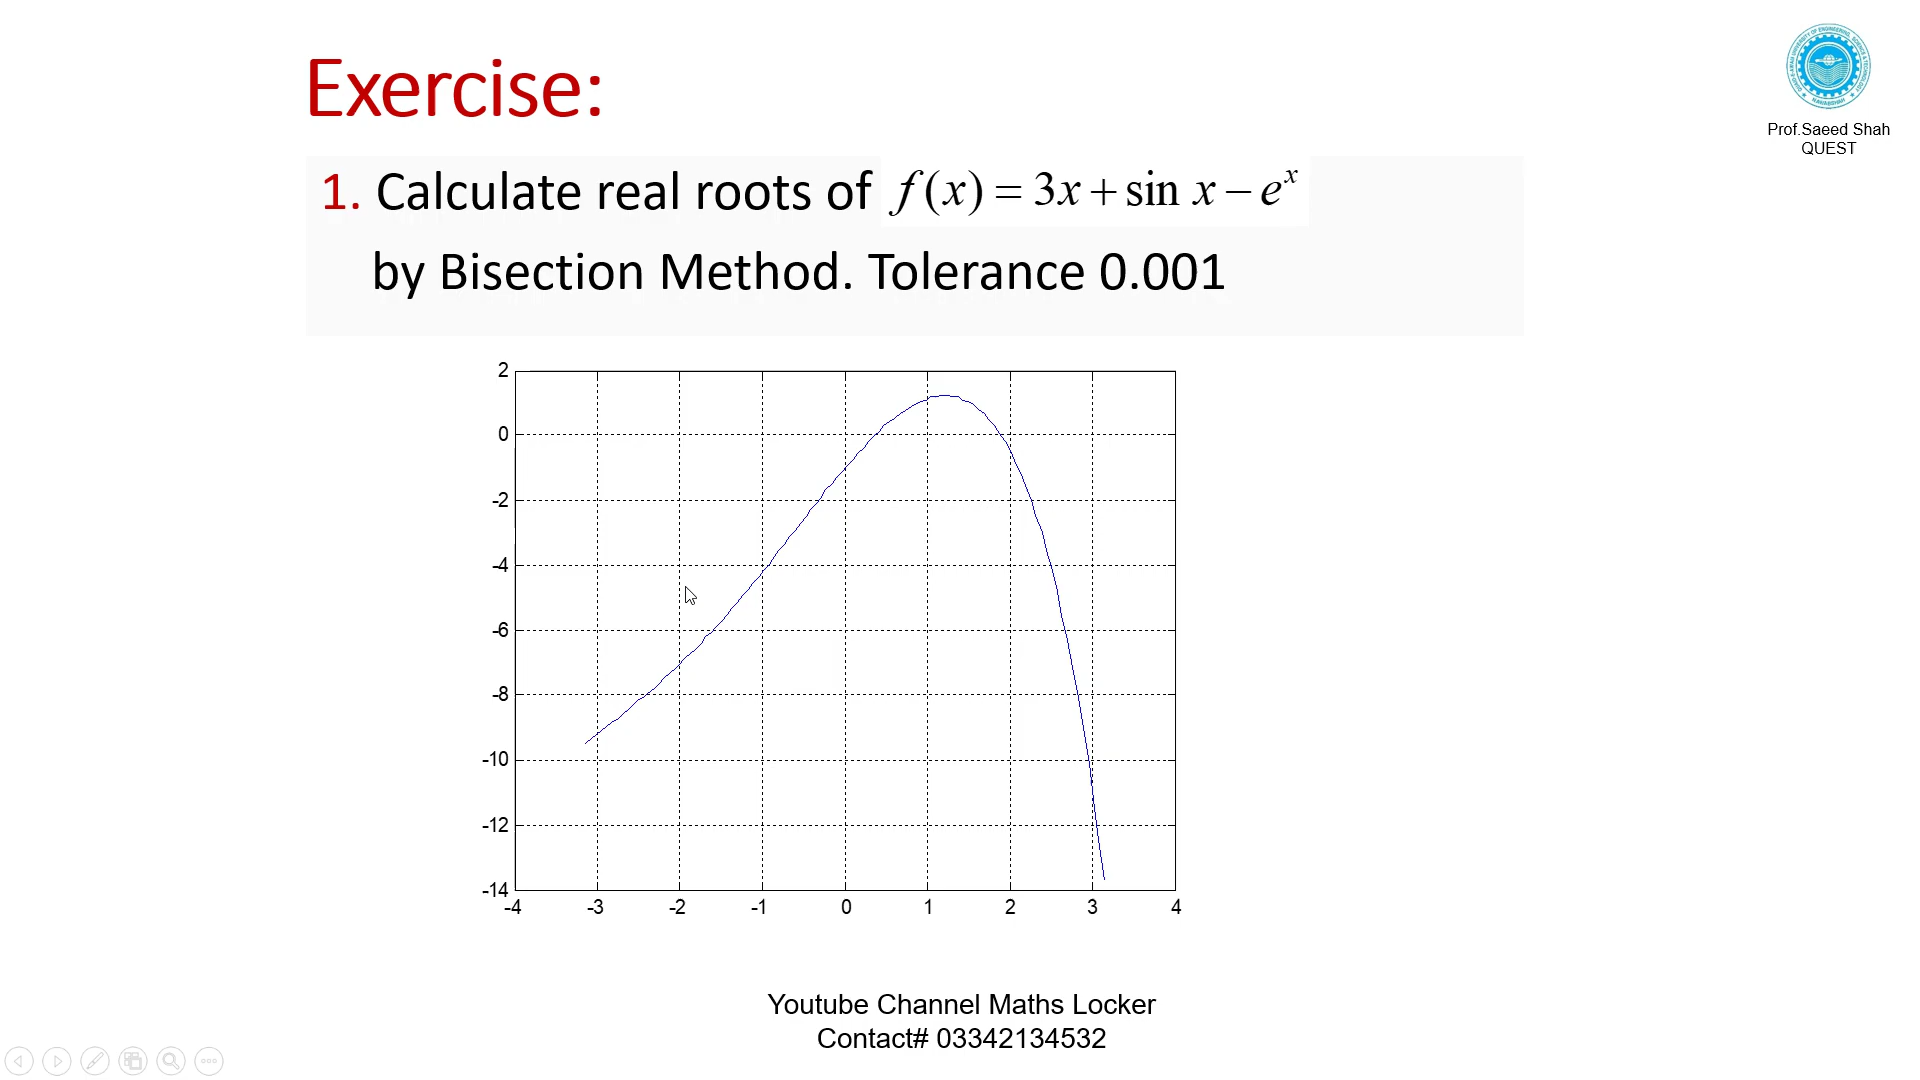 Exercise:
Prof.Saeed Shah
QUEST
1. Calculate real roots of f(x) = 3x + sin x − eˣ
by Bisection Method. Tolerance 0.001
2
0
-2
-4
-6
-8
-10
-12
-14
-4 -3 -2 -1 0 1 2 3 4
Youtube Channel Maths Locker
Contact# 03342134532